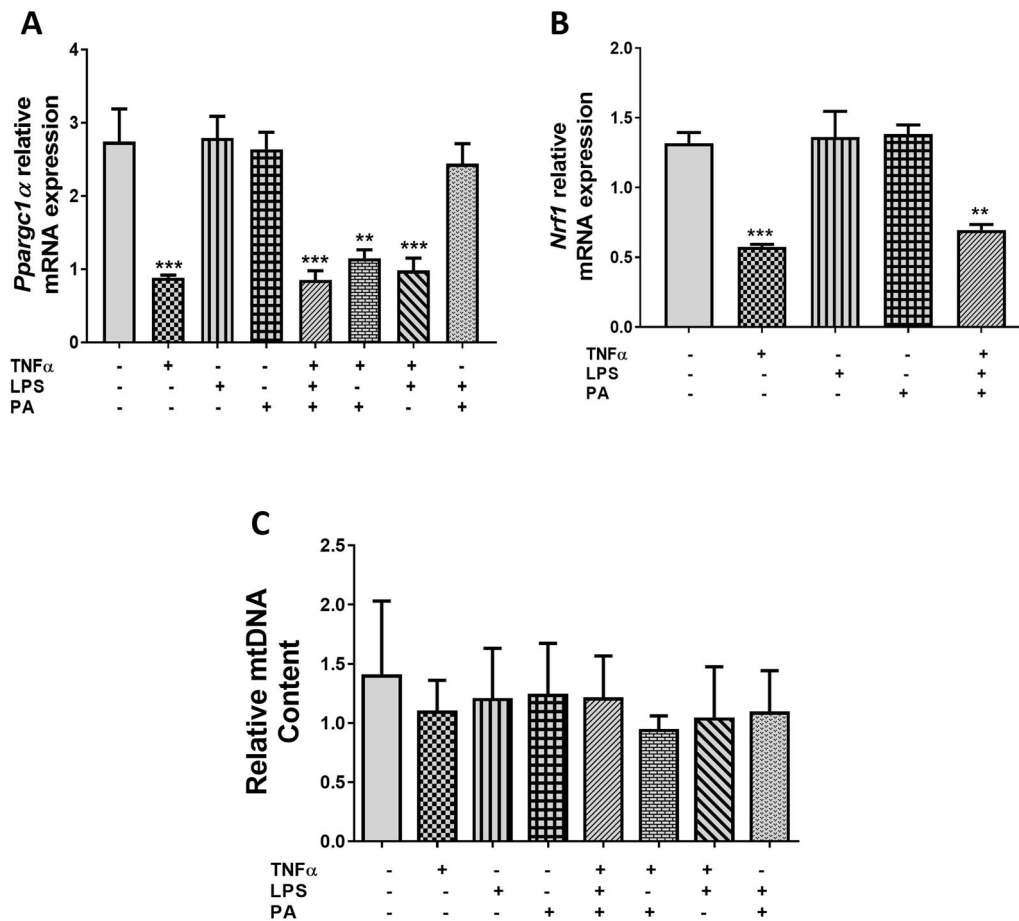 A
Ppargc1α relative
mRNA expression
4
3
2
1
0
***
***
**
***
TNFα - + - - + + + -
LPS - - + - + - + +
PA - - - + + + - +
B
Nrf1 relative
mRNA expression
2.0
1.5
1.0
0.5
0.0
***
**
TNFα - + - - +
LPS - - + - +
PA - - - + +
C
Relative mtDNA
Content
2.5
2.0
1.5
1.0
0.5
0.0
TNFα - + - - + + + -
LPS - - + - + - + +
PA - - - + + + - +